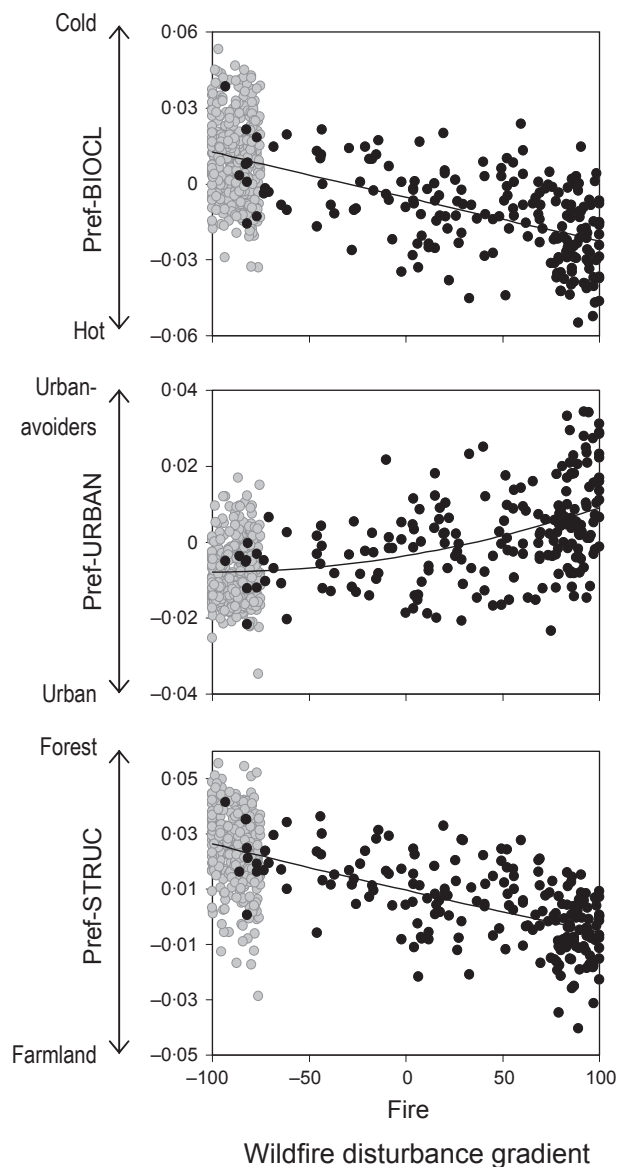 Cold
0·06
0·03
0
–0·03
–0·06
Pref-BIOCL
Hot
Urban-
avoiders
0·04
0·02
0
–0·02
–0·04
Pref-URBAN
Urban
Forest
0·05
0·03
0·01
–0·01
–0·03
–0·05
Pref-STRUC
Farmland
–100
–50
0
50
100
Fire
Wildfire disturbance gradient